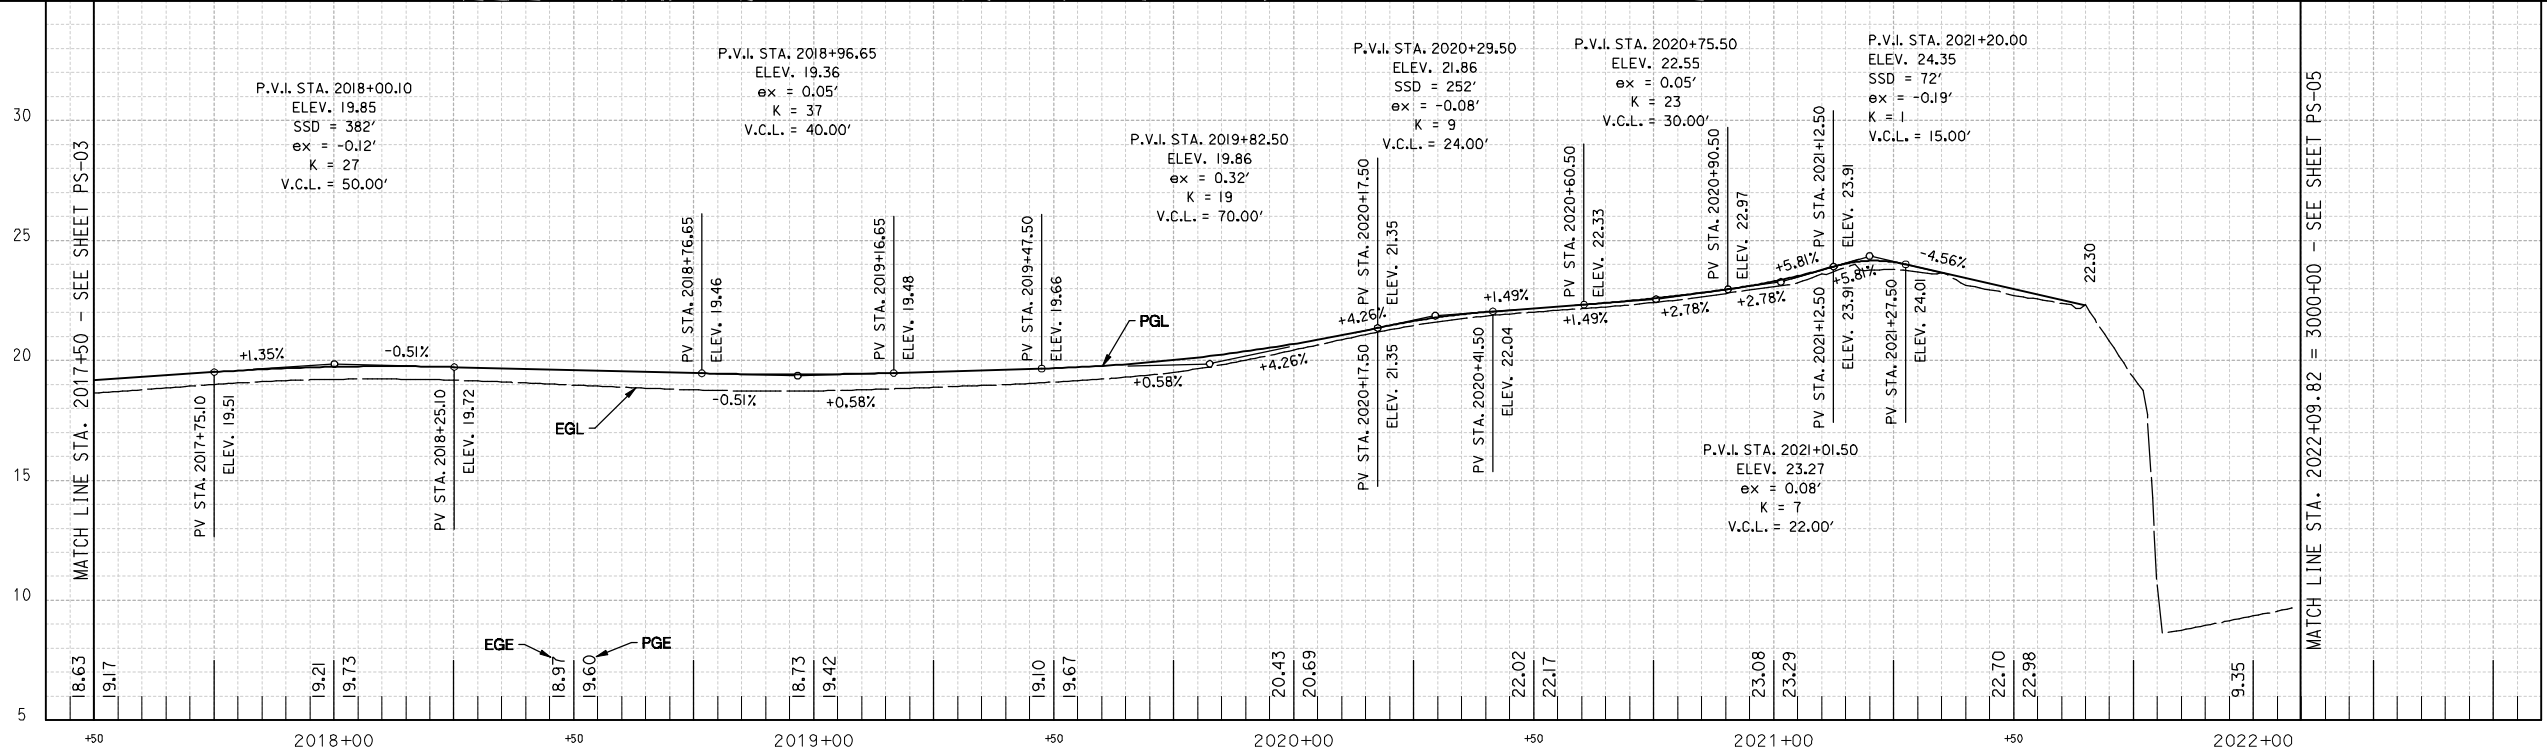 P.V.I. STA. 2018+00.10
ELEV. 19.85
SSD = 382'
ex = -0.12'
K = 27
V.C.L. = 50.00'
P.V.I. STA. 2018+96.65
ELEV. 19.36
ex = 0.05'
K = 37
V.C.L. = 40.00'
P.V.I. STA. 2019+82.50
ELEV. 19.86
ex = 0.32'
K = 19
V.C.L. = 70.00'
P.V.I. STA. 2020+29.50
ELEV. 21.86
SSD = 252'
ex = -0.08'
K = 9
V.C.L. = 24.00'
P.V.I. STA. 2020+75.50
ELEV. 22.55
ex = 0.05'
K = 23
V.C.L. = 30.00'
P.V.I. STA. 2021+20.00
ELEV. 24.35
SSD = 72'
ex = -0.19'
K = 1
V.C.L. = 15.00'
P.V.I. STA. 2021+01.50
ELEV. 23.27
ex = 0.08'
K = 7
V.C.L. = 22.00'
30
25
20
15
10
5
MATCH LINE STA. 2017+50 - SEE SHEET PS-03
PV STA. 2017+75.10
ELEV. 19.51
+1.35%
-0.51%
PV STA. 2018+25.10
ELEV. 19.72
EGL
PV STA. 2018+76.65
ELEV. 19.46
-0.51%
+0.58%
PV STA. 2019+16.65
ELEV. 19.48
PV STA. 2019+47.50
ELEV. 19.66
PGL
+0.58%
+4.26%
+4.26%
PV STA. 2020+17.50
ELEV. 21.35
PV STA. 2020+17.50
ELEV. 21.35
PV STA. 2020+41.50
ELEV. 22.04
+1.49%
+1.49%
PV STA. 2020+60.50
ELEV. 22.33
+2.78%
PV STA. 2020+90.50
ELEV. 22.97
+2.78%
+5.81%
PV STA. 2021+12.50
ELEV. 23.91
+5.81%
PV STA. 2021+12.50
ELEV. 23.91
PV STA. 2021+27.50
ELEV. 24.01
-4.56%
22.30
MATCH LINE STA. 2022+09.82 = 3000+00 - SEE SHEET PS-05
EGE
PGE
18.63
19.17
19.21
19.73
18.97
19.60
18.73
19.42
19.10
19.67
20.43
20.69
22.02
22.17
23.08
23.29
22.70
22.98
9.35
+50
2018+00
+50
2019+00
+50
2020+00
+50
2021+00
+50
2022+00